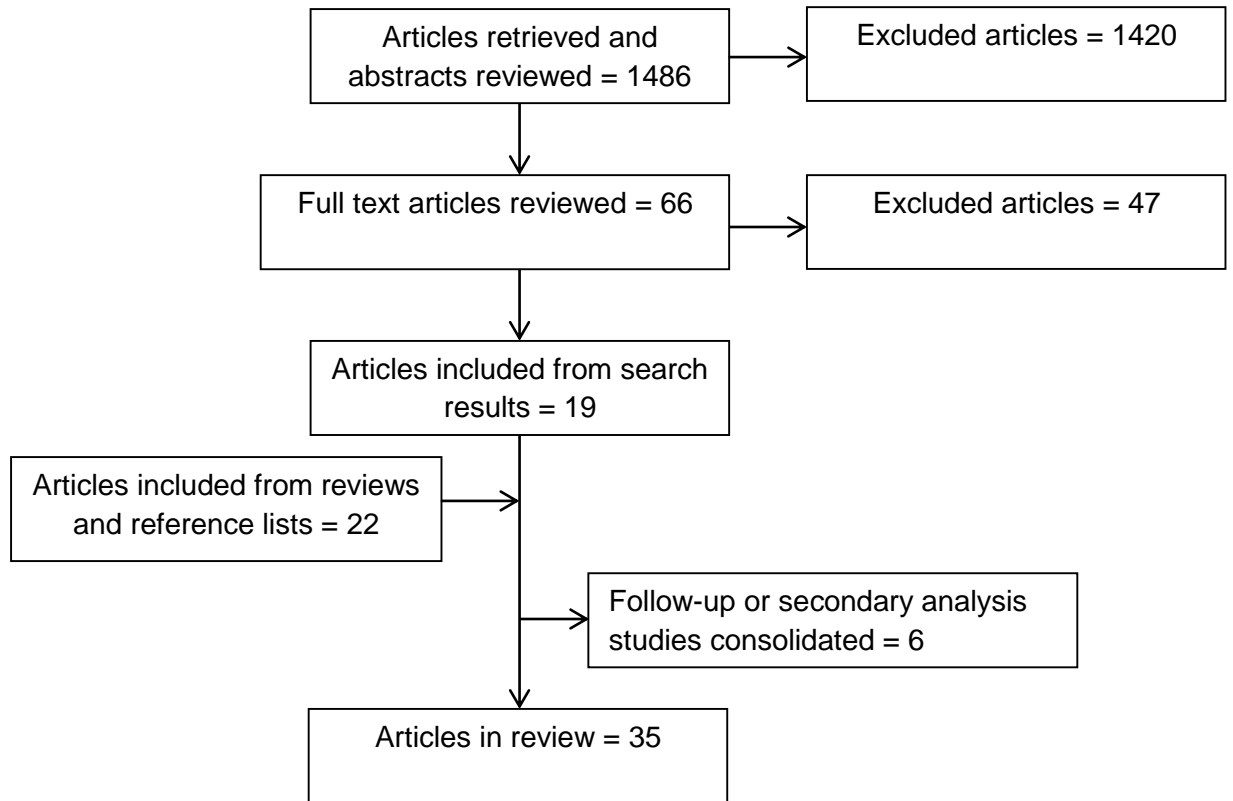 Articles retrieved and
abstracts reviewed = 1486
Excluded articles = 1420
Full text articles reviewed = 66
Excluded articles = 47
Articles included from search
results = 19
Articles included from reviews
and reference lists = 22
Follow-up or secondary analysis
studies consolidated = 6
Articles in review = 35